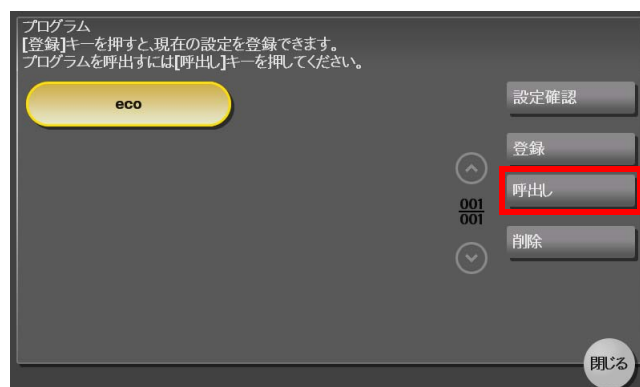 プログラム
[登録]キーを押すと、現在の設定を登録できます。
プログラムを呼出すには[呼出し]キーを押してください。
eco
設定確認
登録
呼出し
001
001
削除
閉じる